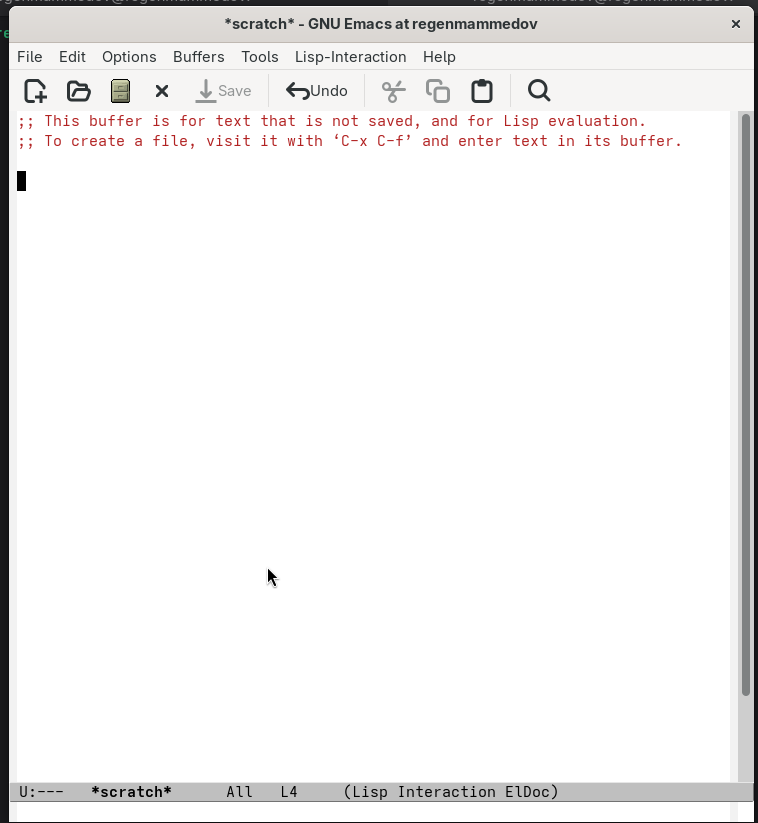 *scratch* - GNU Emacs at regenmammedov
File Edit Options Buffers Tools Lisp-Interaction Help
Save Undo
;; This buffer is for text that is not saved, and for Lisp evaluation.
;; To create a file, visit it with ‘C-x C-f’ and enter text in its buffer.
U:--- *scratch* All L4 (Lisp Interaction ElDoc)